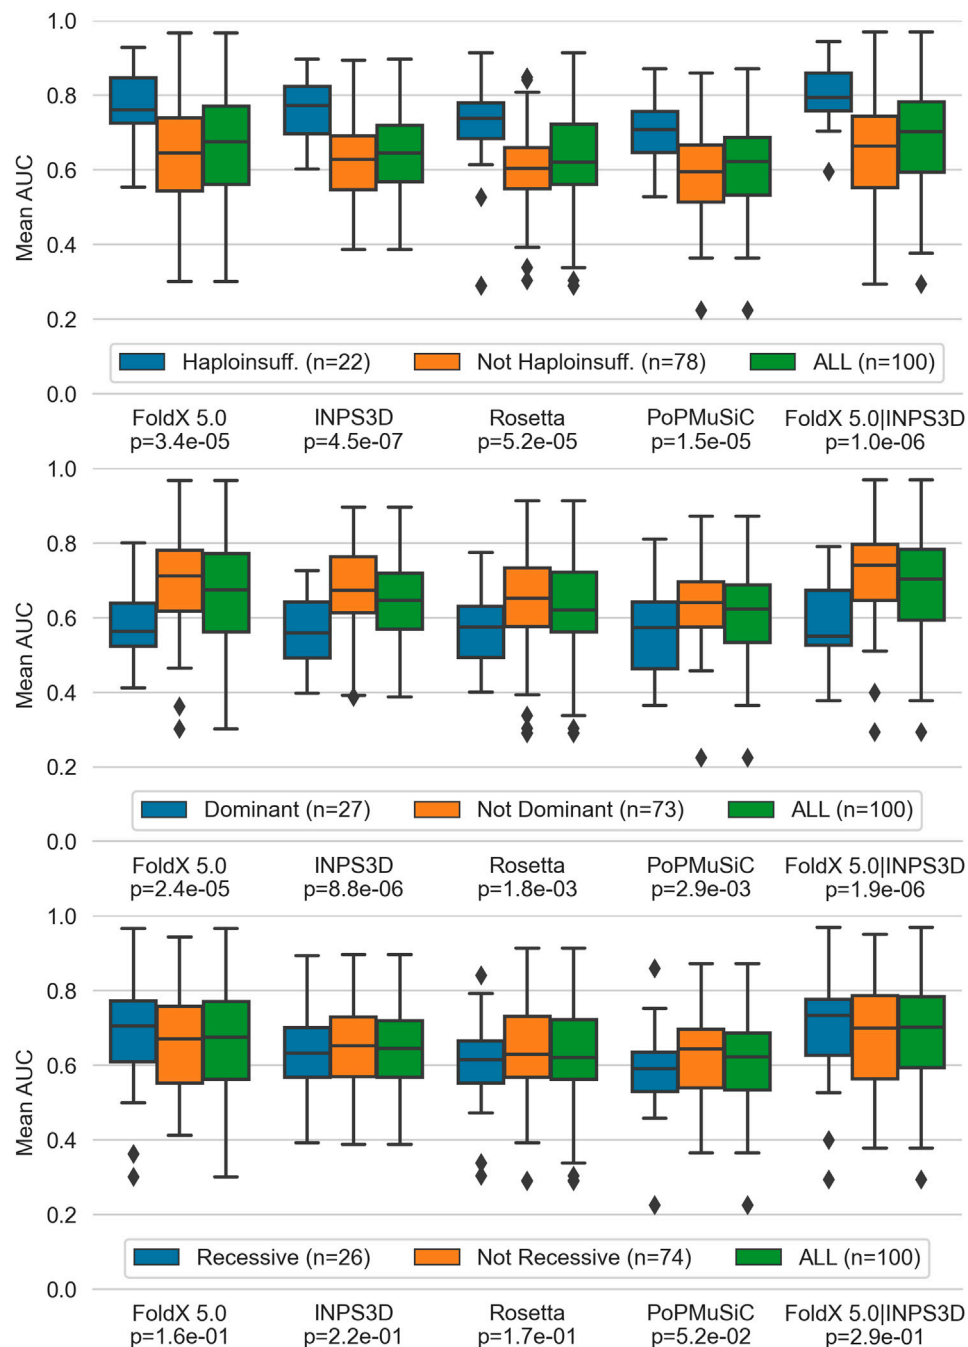 1.0
0.8
0.6
0.4
0.2
0.0
Mean AUC
Haploinsuff. (n=22) Not Haploinsuff. (n=78) ALL (n=100)
FoldX 5.0 INPS3D Rosetta PoPMuSiC FoldX 5.0|INPS3D
p=3.4e-05 p=4.5e-07 p=5.2e-05 p=1.5e-05 p=1.0e-06
1.0
0.8
0.6
0.4
0.2
0.0
Mean AUC
Dominant (n=27) Not Dominant (n=73) ALL (n=100)
FoldX 5.0 INPS3D Rosetta PoPMuSiC FoldX 5.0|INPS3D
p=2.4e-05 p=8.8e-06 p=1.8e-03 p=2.9e-03 p=1.9e-06
1.0
0.8
0.6
0.4
0.2
0.0
Mean AUC
Recessive (n=26) Not Recessive (n=74) ALL (n=100)
FoldX 5.0 INPS3D Rosetta PoPMuSiC FoldX 5.0|INPS3D
p=1.6e-01 p=2.2e-01 p=1.7e-01 p=5.2e-02 p=2.9e-01